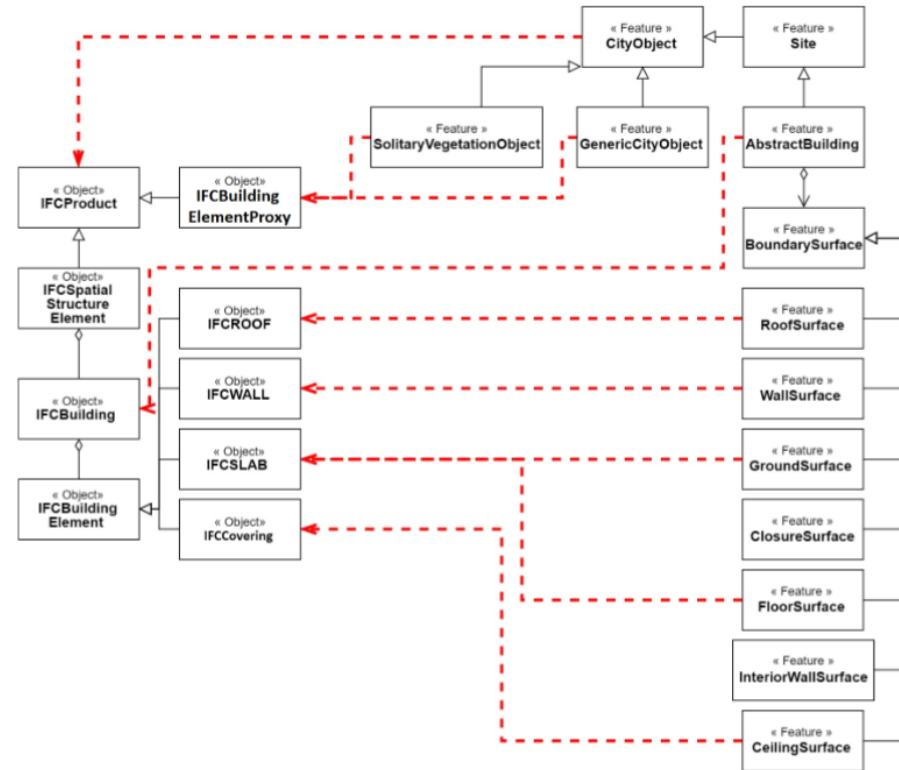 « Feature »
CityObject
« Feature »
Site
« Feature »
SolitaryVegetationObject
« Feature »
GenericCityObject
« Feature »
AbstractBuilding
« Object»
IFCProduct
« Object»
IFCBuilding
ElementProxy
« Feature »
BoundarySurface
« Object»
IFCSpatial
Structure
Element
« Object»
IFCROOF
« Feature »
RoofSurface
« Object»
IFCWALL
« Feature »
WallSurface
« Object»
IFCBuilding
« Object»
IFCSLAB
« Feature »
GroundSurface
« Object»
IFCBuilding
Element
« Object»
IFCCovering
« Feature »
ClosureSurface
« Feature »
FloorSurface
« Feature »
InteriorWallSurface
« Feature »
CeilingSurface